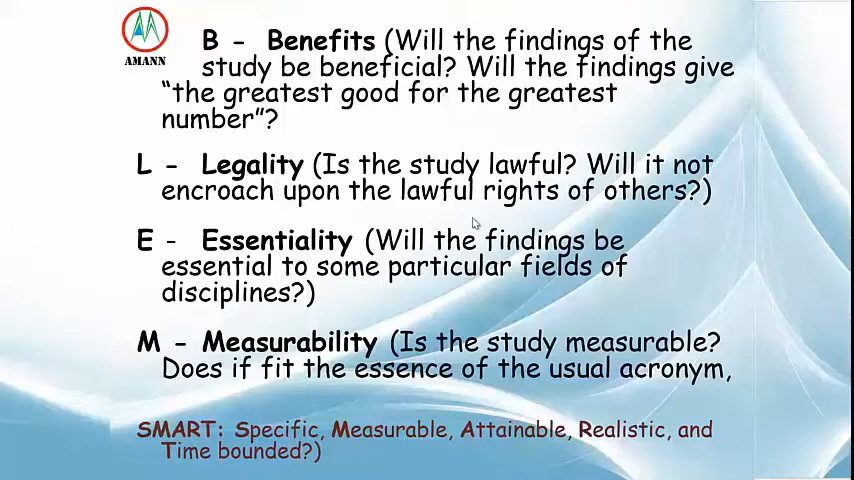 AMANN
B - Benefits (Will the findings of the
study be beneficial? Will the findings give
“the greatest good for the greatest
number”?
L - Legality (Is the study lawful? Will it not
encroach upon the lawful rights of others?)
E - Essentiality (Will the findings be
essential to some particular fields of
disciplines?)
M - Measurability (Is the study measurable?
Does if fit the essence of the usual acronym,
SMART: Specific, Measurable, Attainable, Realistic, and
Time bounded?)